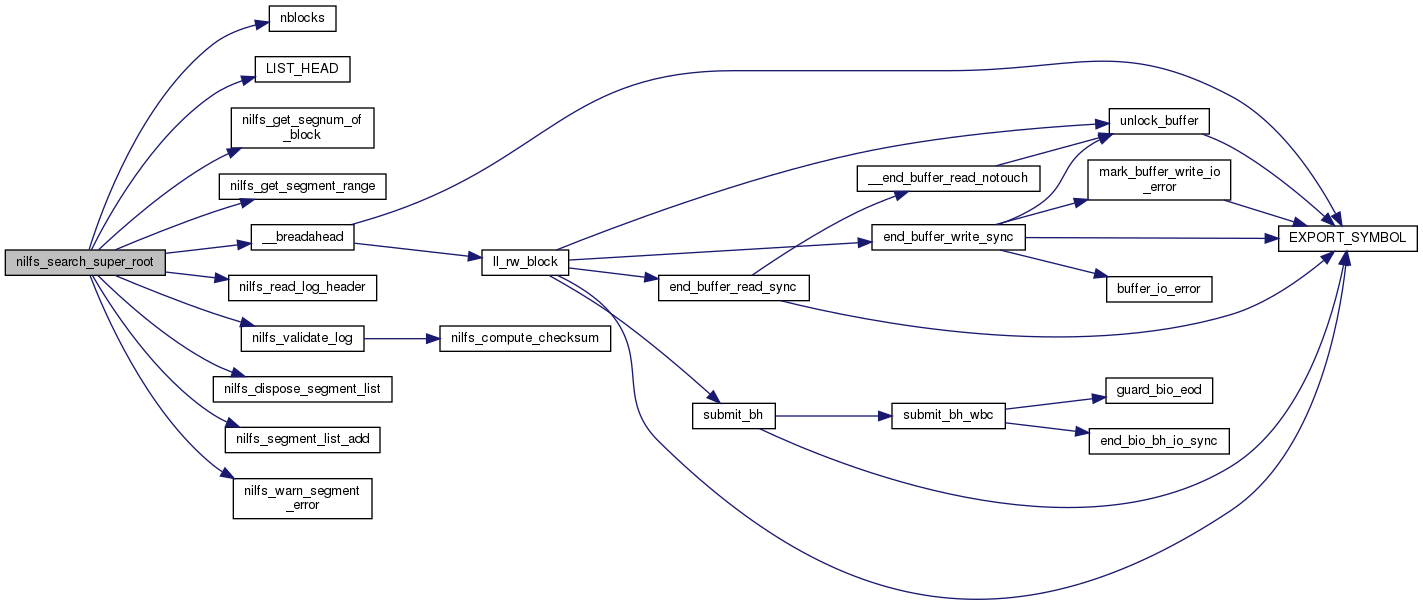 nilfs_search_super_root
nblocks
LIST_HEAD
nilfs_get_segnum_of
_block
nilfs_get_segment_range
__breadahead
nilfs_read_log_header
nilfs_validate_log
nilfs_dispose_segment_list
nilfs_segment_list_add
nilfs_warn_segment
_error
nilfs_compute_checksum
ll_rw_block
end_buffer_read_sync
submit_bh
__end_buffer_read_notouch
end_buffer_write_sync
submit_bh_wbc
unlock_buffer
mark_buffer_write_io
_error
buffer_io_error
guard_bio_eod
end_bio_bh_io_sync
EXPORT_SYMBOL